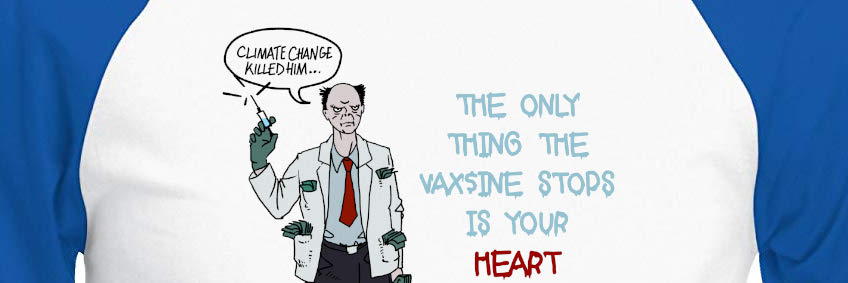 CLIMATE CHANGE
KILLED HIM...
THE ONLY
THING THE
VAX$INE STOPS
IS YOUR
HEART